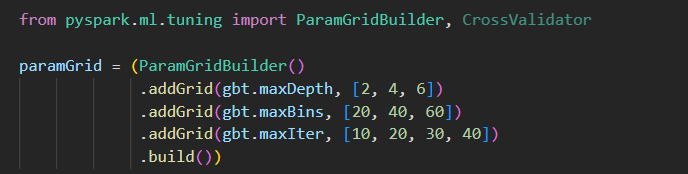 from pyspark.ml.tuning import ParamGridBuilder, CrossValidator
paramGrid = (ParamGridBuilder()
.addGrid(gbt.maxDepth, [2, 4, 6])
.addGrid(gbt.maxBins, [20, 40, 60])
.addGrid(gbt.maxIter, [10, 20, 30, 40])
.build())